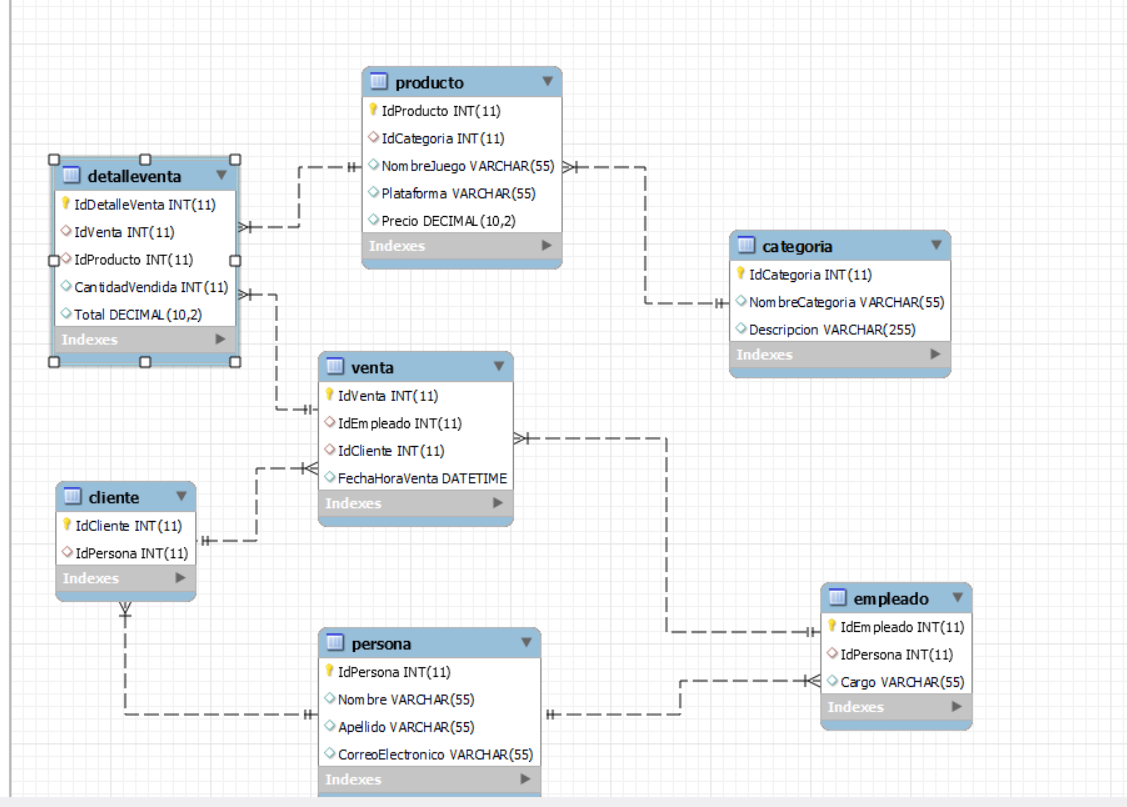 producto
IdProducto INT(11)
IdCategoria INT(11)
NombreJuego VARCHAR(55)
Plataforma VARCHAR(55)
Precio DECIMAL(10,2)
Indexes
detalleventa
IdDetalleVenta INT(11)
IdVenta INT(11)
IdProducto INT(11)
CantidadVendida INT(11)
Total DECIMAL(10,2)
Indexes
categoria
IdCategoria INT(11)
NombreCategoria VARCHAR(55)
Descripcion VARCHAR(255)
Indexes
venta
IdVenta INT(11)
IdEmpleado INT(11)
IdCliente INT(11)
FechaHoraVenta DATETIME
Indexes
cliente
IdCliente INT(11)
IdPersona INT(11)
Indexes
persona
IdPersona INT(11)
Nombre VARCHAR(55)
Apellido VARCHAR(55)
CorreoElectronico VARCHAR(55)
Indexes
empleado
IdEmpleado INT(11)
IdPersona INT(11)
Cargo VARCHAR(55)
Indexes